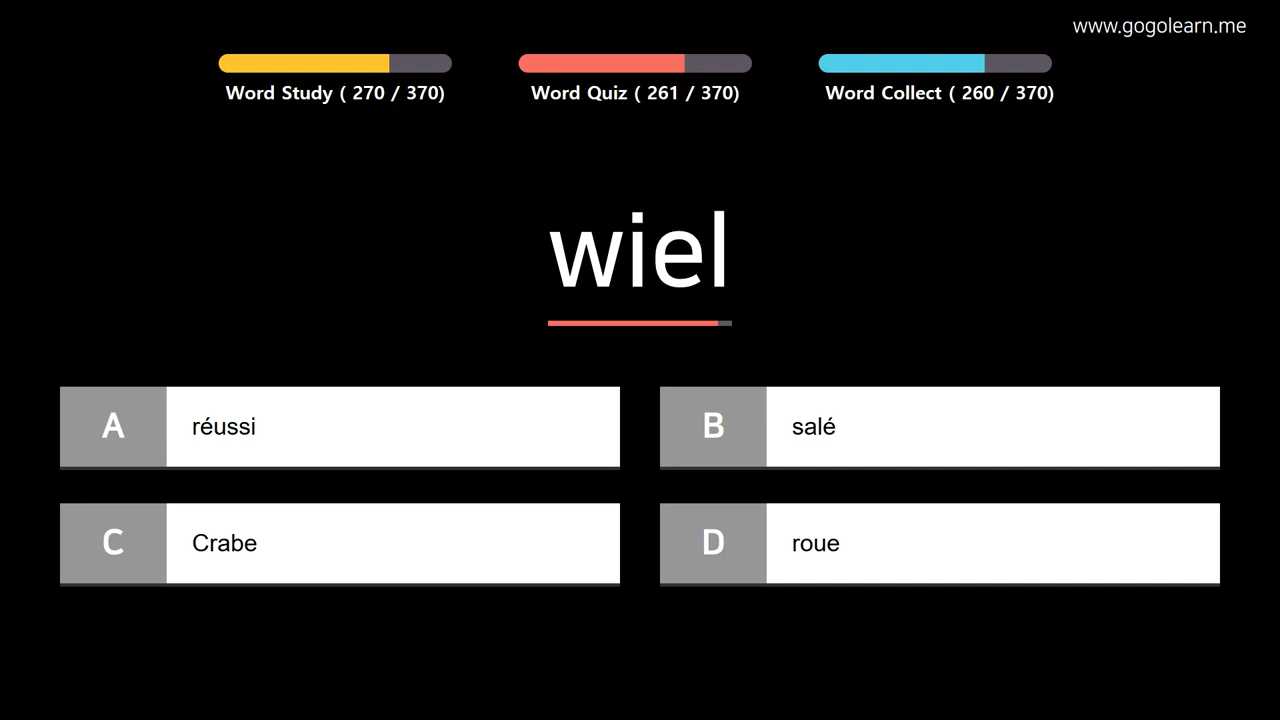 www.gogolearn.me
Word Study ( 270 / 370)
Word Quiz ( 261 / 370)
Word Collect ( 260 / 370)
wiel
A réussi
B salé
C Crabe
D roue